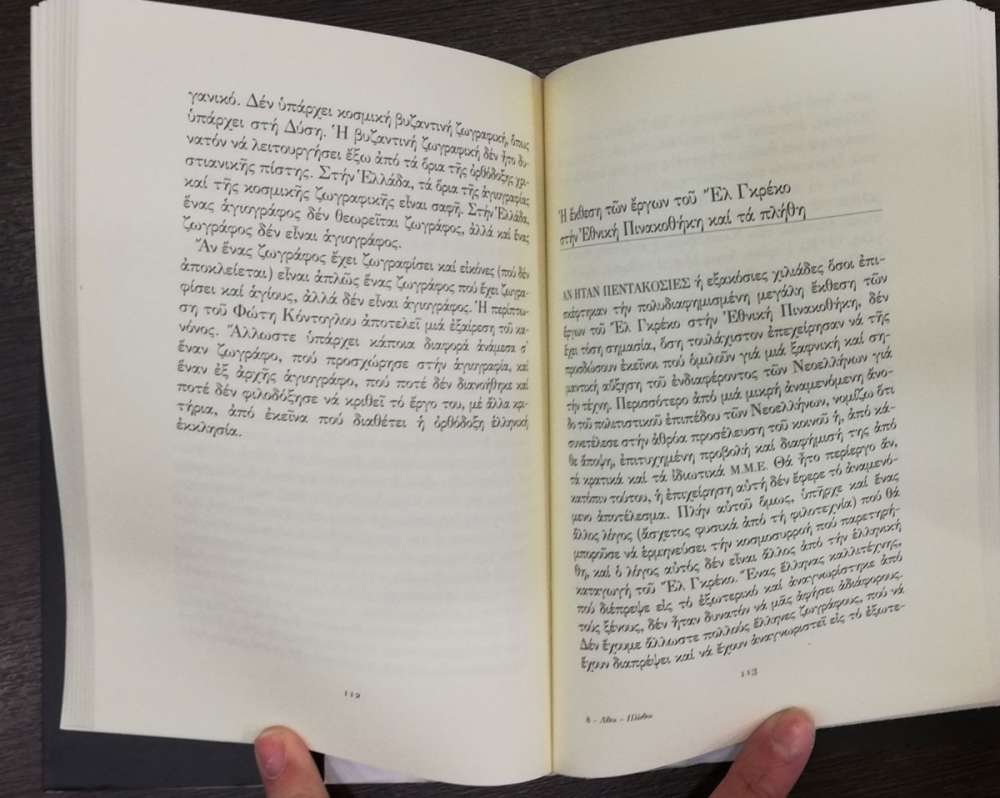 γανικό. Δέν ὑπάρχει κοσμική βυζαντινή ζωγραφική, ὅπως
ὑπάρχει στή Δύση. Ἡ βυζαντινή ζωγραφική δέν ἦτο δυ-
νατόν νά λειτουργήσει ἔξω ἀπό τά ὅρια τῆς ὀρθόδοξης χρι-
στιανικῆς πίστης. Στήν Ἑλλάδα, τά ὅρια τῆς ἁγιογραφίας
καί τῆς κοσμικῆς ζωγραφικῆς εἶναι σαφῆ. Στήν Ἑλλάδα,
ἕνας ἁγιογράφος δέν θεωρεῖται ζωγράφος, ἀλλά καί ἕνας
ζωγράφος δέν εἶναι ἁγιογράφος.
Ἄν ἕνας ζωγράφος ἔχει ζωγραφίσει καί εἰκόνες (πού δέν
ἀποκλείεται) εἶναι ἁπλῶς ἕνας ζωγράφος πού ἔχει ζωγρα-
φίσει καί ἁγίους, ἀλλά δέν εἶναι ἁγιογράφος. Ἡ περίπτω-
ση τοῦ Φώτη Κόντογλου ἀποτελεῖ μιά ἐξαίρεση τοῦ κα-
νόνος. Ἄλλωστε ὑπάρχει κάποια διαφορά ἀνάμεσα σ'
ἕναν ζωγράφο, πού προσχώρησε στήν ἁγιογραφία, καί
ἕναν ἐξ ἀρχῆς ἁγιογράφο, πού ποτέ δέν διανοήθηκε καί
ποτέ δέν φιλοδόξησε νά κριθεῖ τό ἔργο του, μέ ἄλλα κρι-
τήρια, ἀπό ἐκεῖνα πού διαθέτει ἡ ὀρθόδοξη ἑλληνική
ἐκκλησία.
112
Ἡ ἔκθεση τῶν ἔργων τοῦ Ἔλ Γκρέκο
στήν Ἐθνική Πινακοθήκη καί τά πλήθη
ΑΝ ΗΤΑΝ ΠΕΝΤΑΚΟΣΙΕΣ ἤ ἑξακόσιες χιλιάδες ὅσοι ἐπι-
σκέφτηκαν τήν πολυδιαφημισμένη μεγάλη ἔκθεση τῶν
ἔργων τοῦ Ἔλ Γκρέκο στήν Ἐθνική Πινακοθήκη, δέν
ἔχει τόση σημασία, ὅση τουλάχιστον ἐπεχείρησαν νά τῆς
προσδώσουν ἐκεῖνοι πού ὁμιλοῦν γιά μιά ξαφνική καί ση-
μαντική αὔξηση τοῦ ἐνδιαφέροντος τῶν Νεοελλήνων γιά
τήν τέχνη. Περισσότερο ἀπό μιά μικρή ἀναμενόμενη ἄνο-
δο τοῦ πολιτιστικοῦ ἐπιπέδου τῶν Νεοελλήνων, νομίζω ὅτι
συνετέλεσε στήν ἀθρόα προσέλευση τοῦ κοινοῦ ἡ, ἀπό κά-
θε ἄποψη, ἐπιτυχημένη προβολή καί διαφήμισή της ἀπό
τά κρατικά καί τά ἰδιωτικά Μ.Μ.Ε. Θά ἦτο περίεργο ἄν,
κατόπιν τούτου, ἡ ἐπιχείρηση αὐτή δέν ἔφερε τό ἀναμενό-
μενο ἀποτέλεσμα. Πλήν αὐτοῦ ὅμως, ὑπῆρχε καί ἕνας
ἄλλος λόγος (ἄσχετος φυσικά ἀπό τή φιλοτεχνία) πού θά
μποροῦσε νά ἑρμηνεύσει τήν κοσμοσυρροή πού παρετηρή-
θη, καί ὁ λόγος αὐτός δέν εἶναι ἄλλος ἀπό τήν ἑλληνική
καταγωγή τοῦ Ἔλ Γκρέκο. Ἕνας ἕλληνας καλλιτέχνης,
πού διέπρεψε εἰς τό ἐξωτερικό καί ἀναγνωρίστηκε ἀπό
τούς ξένους, δέν ἦταν δυνατόν νά μᾶς ἀφήσει ἀδιάφορους.
Δέν ἔχουμε ἄλλωστε πολλούς ἕλληνες ζωγράφους, πού νά
ἔχουν διαπρέψει καί νά ἔχουν ἀναγνωριστεῖ εἰς τό ἐξωτε-
113
8 -